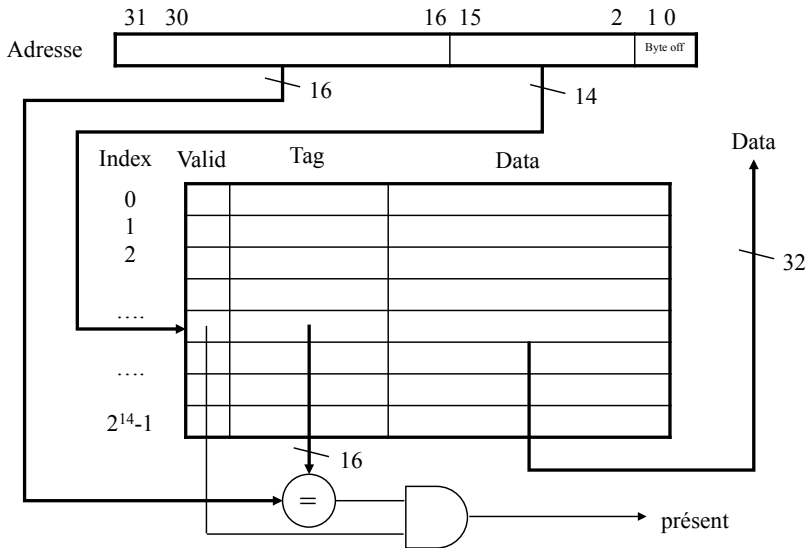 31 30 16 15 2 1 0
Adresse Byte off
16 14
Index Valid Tag Data Data
0
1
2
32
….
….
2¹⁴-1
16
=
présent